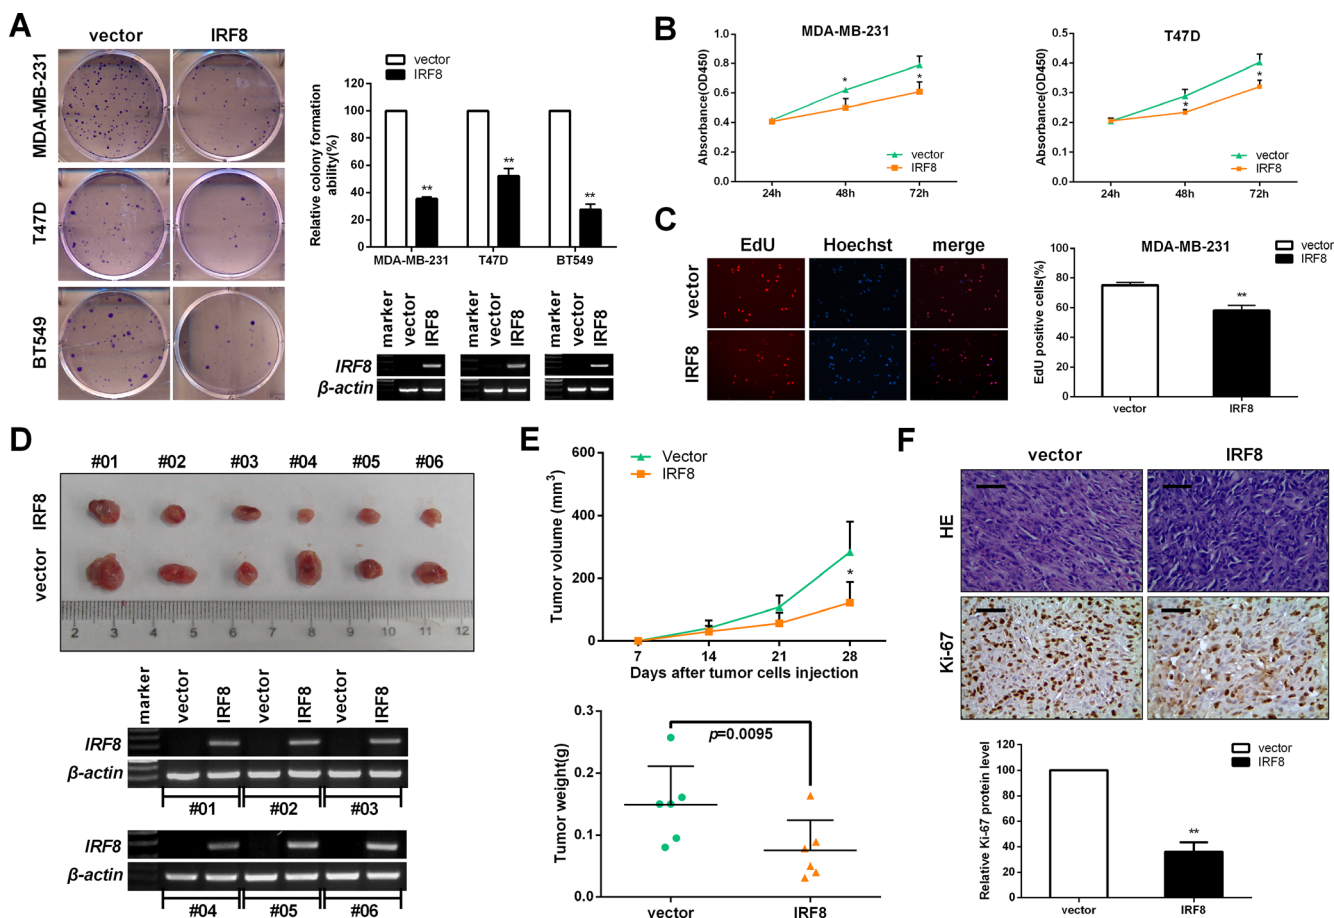 A
vector IRF8
MDA-MB-231
T47D
BT549
vector
IRF8
Relative colony formation
ability(%)
120
100
80
60
40
20
0
**
**
**
MDA-MB-231 T47D BT549
marker vector IRF8 marker vector IRF8 marker vector IRF8
IRF8
β-actin
B
MDA-MB-231
Absorbance(OD450)
1.0
0.8
0.6
0.4
0.2
0.0
*
*
vector
IRF8
24h 48h 72h
T47D
Absorbance(OD450)
0.5
0.4
0.3
0.2
0.1
0.0
*
*
vector
IRF8
24h 48h 72h
C
EdU Hoechst merge
vector
IRF8
MDA-MB-231
vector
IRF8
EdU positive cells(%)
100
80
60
40
20
0
**
vector IRF8
D
#01 #02 #03 #04 #05 #06
IRF8
vector
2 3 4 5 6 7 8 9 10 11 12
marker vector IRF8 vector IRF8 vector IRF8
IRF8
β-actin
#01 #02 #03
IRF8
β-actin
#04 #05 #06
E
Vector
IRF8
Tumor volume (mm3)
600
400
200
0
*
7 14 21 28
Days after tumor cells injection
Tumor weight(g)
0.3
0.2
0.1
0.0
p=0.0095
vector IRF8
F
vector IRF8
HE
Ki-67
vector
IRF8
Relative Ki-67 protein level
120
100
80
60
40
20
0
**
vector IRF8